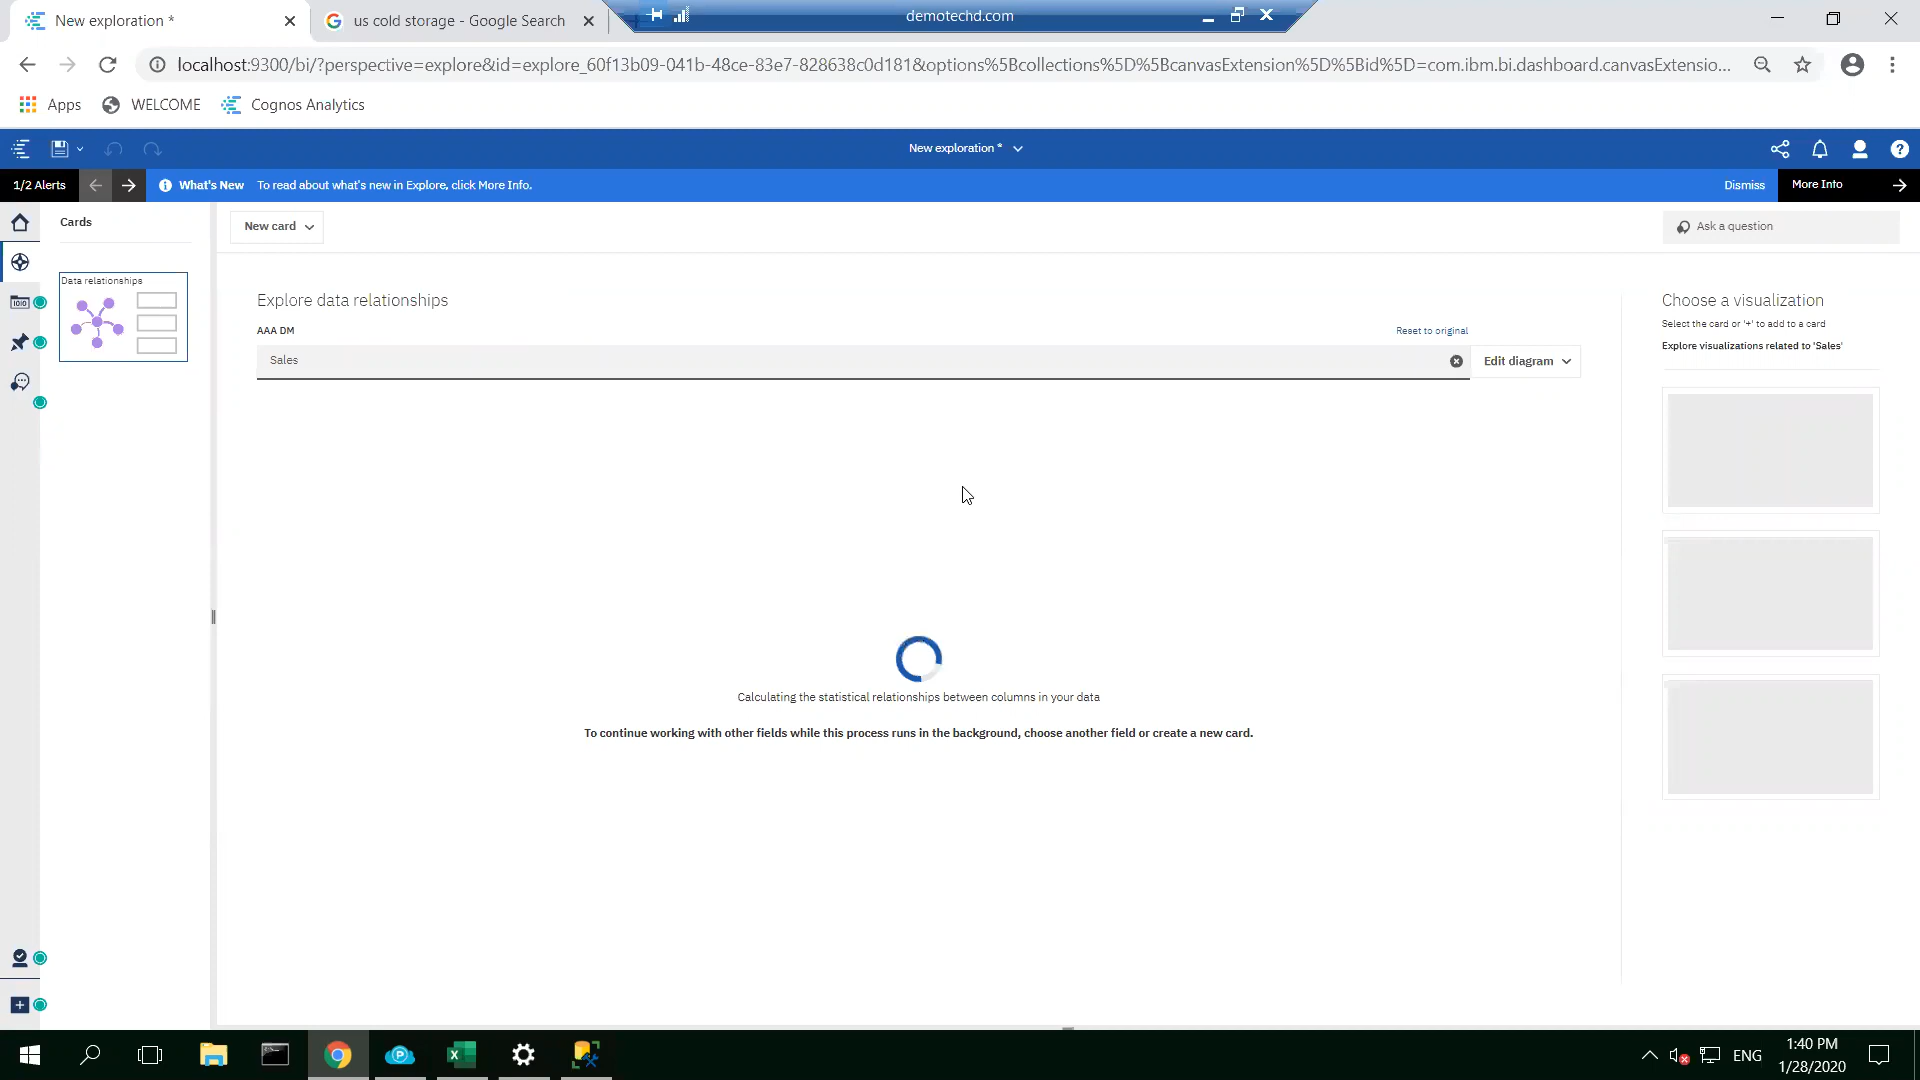 New exploration *
us cold storage - Google Search
demotechd.com
localhost:9300/bi/?perspective=explore&id=explore_60f13b09-041b-48ce-83e7-828638c0d181&options%5Bcollections%5D%5BcanvasExtension%5D%5Bid%5D=com.ibm.bi.dashboard.canvasExtensio...
Apps
WELCOME
Cognos Analytics
New exploration *
1/2 Alerts
What's New
To read about what's new in Explore, click More Info.
Dismiss
More Into
Cards
New card
Ask a question
Data relationships
Explore data relationships
AAA DM
Reset to original
Sales
Edit diagram
Choose a visualization
Select the card or '+' to add to a card
Explore visualizations related to 'Sales'
Calculating the statistical relationships between columns in your data
To continue working with other fields while this process runs in the background, choose another field or create a new card.
ENG
1:40 PM
1/28/2020